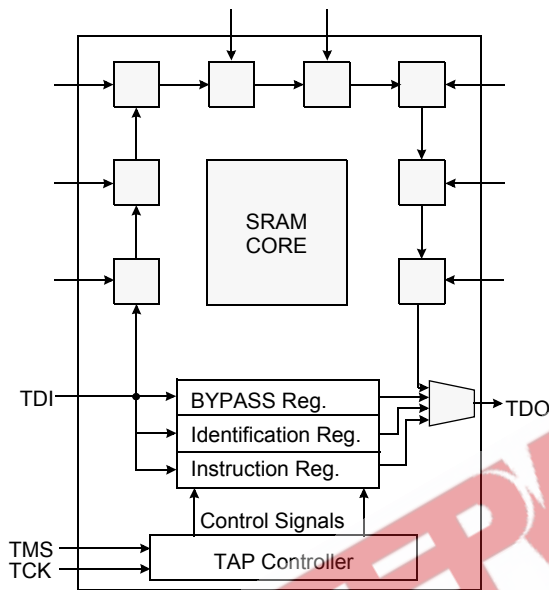 SRAM
CORE
TDI
BYPASS Reg.
TDO
Identification Reg.
Instruction Reg.
Control Signals
TMS
TCK
TAP Controller